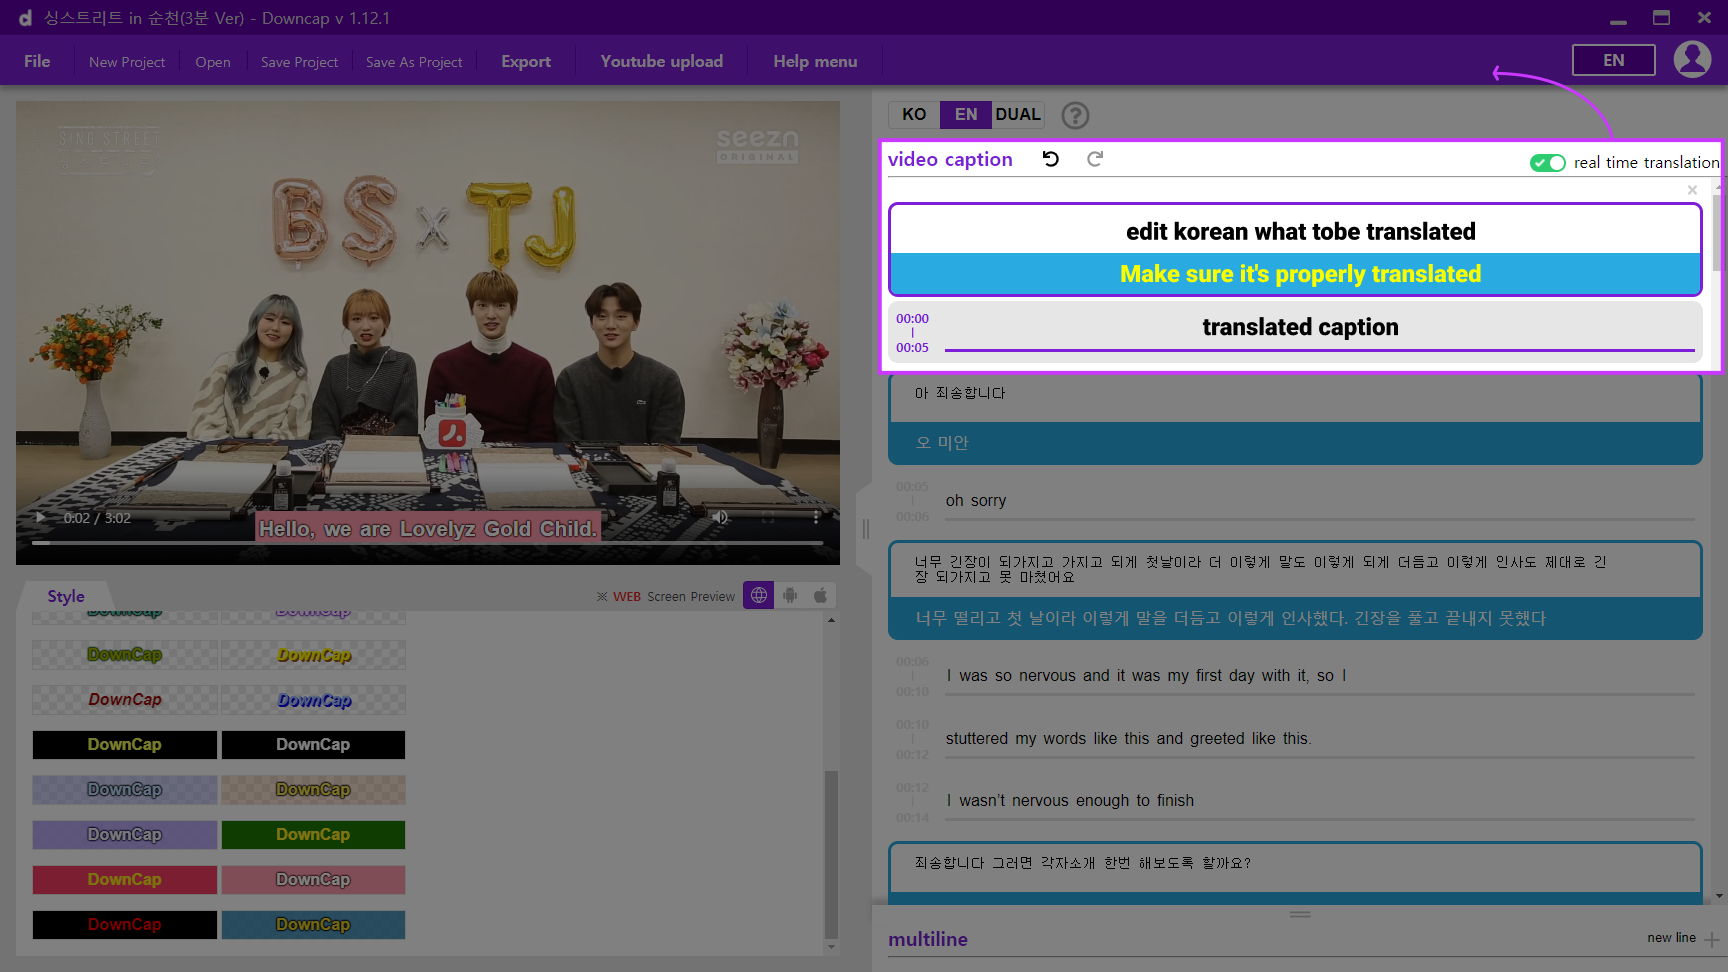 싱스트리트 in 순천(3분 Ver) - Downcap v 1.12.1
File
New Project
Open
Save Project
Save As Project
Export
Youtube upload
Help menu
EN
SING STREET
seezn
ORIGINAL
BS x TJ
0:02 / 3:02
Hello, we are Lovelyz Gold Child.
Style
※ WEB Screen Preview
DownCap DownCap
DownCap DownCap
DownCap DownCap
DownCap DownCap
DownCap DownCap
DownCap DownCap
DownCap DownCap
DownCap DownCap
KO EN DUAL ?
video caption
real time translation
edit korean what tobe translated
Make sure it's properly translated
00:00
00:05
translated caption
아 죄송합니다
오 미안
00:05
00:06
oh sorry
너무 긴장이 되가지고 가지고 되게 첫날이라 더 이렇게 말도 이렇게 되게 더듬고 이렇게 인사도 제대로 긴
장 되가지고 못 마쳤어요
너무 떨리고 첫 날이라 이렇게 말을 더듬고 이렇게 인사했다. 긴장을 풀고 끝내지 못했다
00:06
00:10
I was so nervous and it was my first day with it, so I
00:10
00:12
stuttered my words like this and greeted like this.
00:12
00:14
I wasn't nervous enough to finish
죄송합니다 그러면 각자소개 한번 해보도록 할까요?
multiline
new line